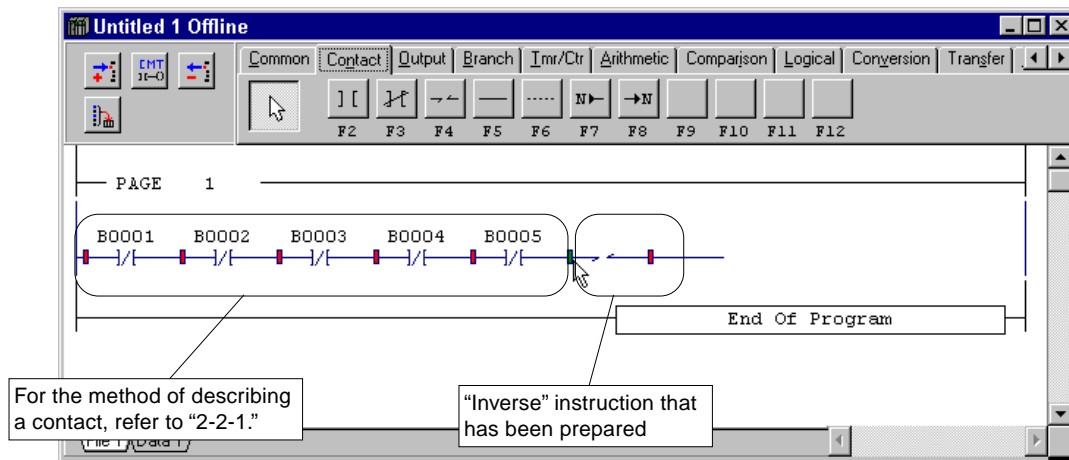 Untitled 1 Offline
Common Contact Output Branch Tmr/Ctr Arithmetic Comparison Logical Conversion Transfer
CMT
] [ N N
F2 F3 F4 F5 F6 F7 F8 F9 F10 F11 F12
PAGE 1
B0001 B0002 B0003 B0004 B0005
]/[ ]/[ ]/[ ]/[ ]/[
End Of Program
For the method of describing
a contact, refer to “2-2-1.”
“Inverse” instruction that
has been prepared
File 1 Data 1